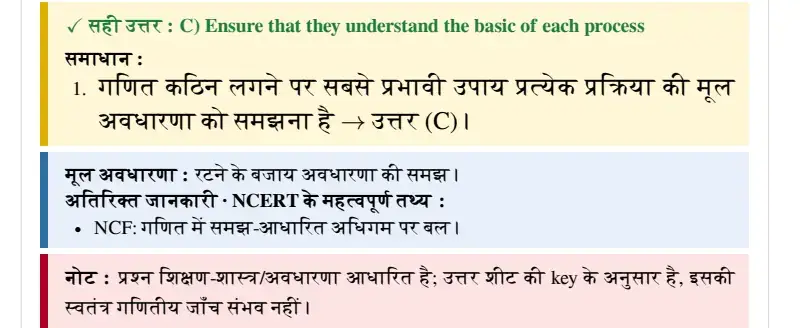 ✓ सही उत्तर : C) Ensure that they understand the basic of each process
समाधान :
1. गणित कठिन लगने पर सबसे प्रभावी उपाय प्रत्येक प्रक्रिया की मूल
अवधारणा को समझना है → उत्तर (C)।
मूल अवधारणा : रटने के बजाय अवधारणा की समझ।
अतिरिक्त जानकारी · NCERT के महत्वपूर्ण तथ्य :
• NCF: गणित में समझ-आधारित अधिगम पर बल।
नोट : प्रश्न शिक्षण-शास्त्र/अवधारणा आधारित है; उत्तर शीट की key के अनुसार है, इसकी
स्वतंत्र गणितीय जाँच संभव नहीं।